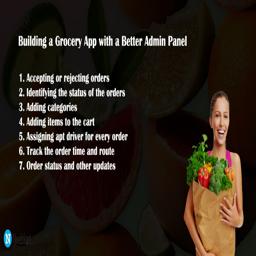 Building a Grocery App with a Better Admin Panel
1. Accepting or rejecting orders
2. Identifying the status of the orders
3. Adding categories
4. Adding items to the cart
5. Assigning apt driver for every order
6. Track the order time and route
7. Order status and other updates
N